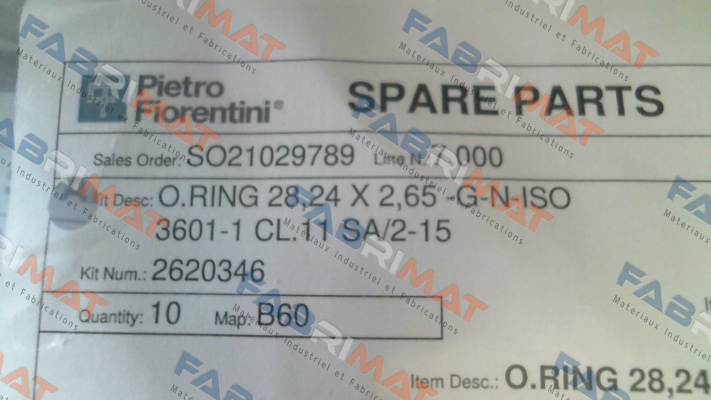 Pietro
Fiorentini®
SPARE PARTS
Sales Order: SO21029789 Line N.: 1.000
Kit Desc: O.RING 28,24 X 2,65 -G-N-ISO
3601-1 CL.11 SA/2-15
Kit Num.: 2620346
Quantity: 10 Map: B60
Item Desc.: O.RING 28,24
FABRIMAT
Materiaux Industriel et Fabrications